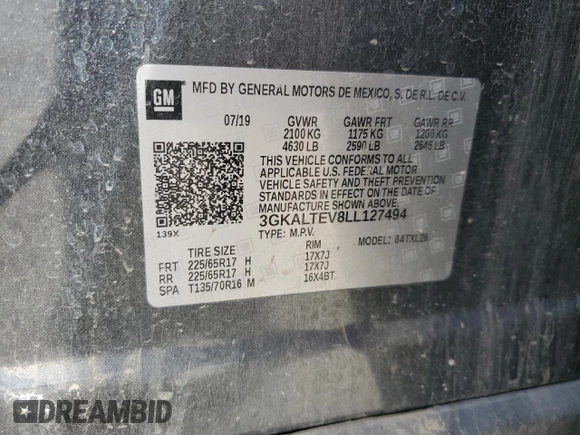 GM
MFD BY GENERAL MOTORS DE MEXICO, S. DE R.L. DE C.V.
07/19 GVWR GAWR FRT GAWR RR
2100 KG 1175 KG 1200 KG
4630 LB 2590 LB 2645 LB
THIS VEHICLE CONFORMS TO ALL
APPLICABLE U.S. FEDERAL MOTOR
VEHICLE SAFETY AND THEFT PREVENTION
STANDARDS IN EFFECT ON THE DATE OF
MANUFACTURE SHOWN ABOVE.
3GKALTEV8LL127494
139X
TYPE: M.P.V. MODEL: 84TXL26
TIRE SIZE RIM
FRT 225/65R17 H 17X7J
RR 225/65R17 H 17X7J
SPA T135/70R16 M 16X4BT
DREAMBID